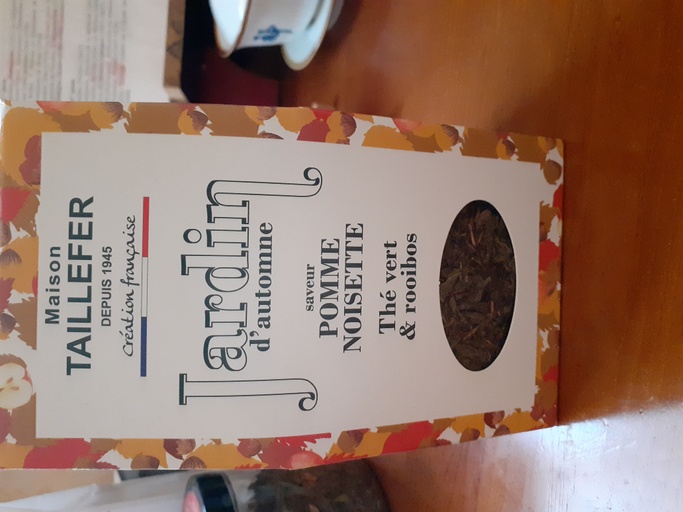 Maison
TAILLEFER
DEPUIS 1945
Création française
Jardin
d'automne
saveur
POMME
NOISETTE
Thé vert
& rooibos